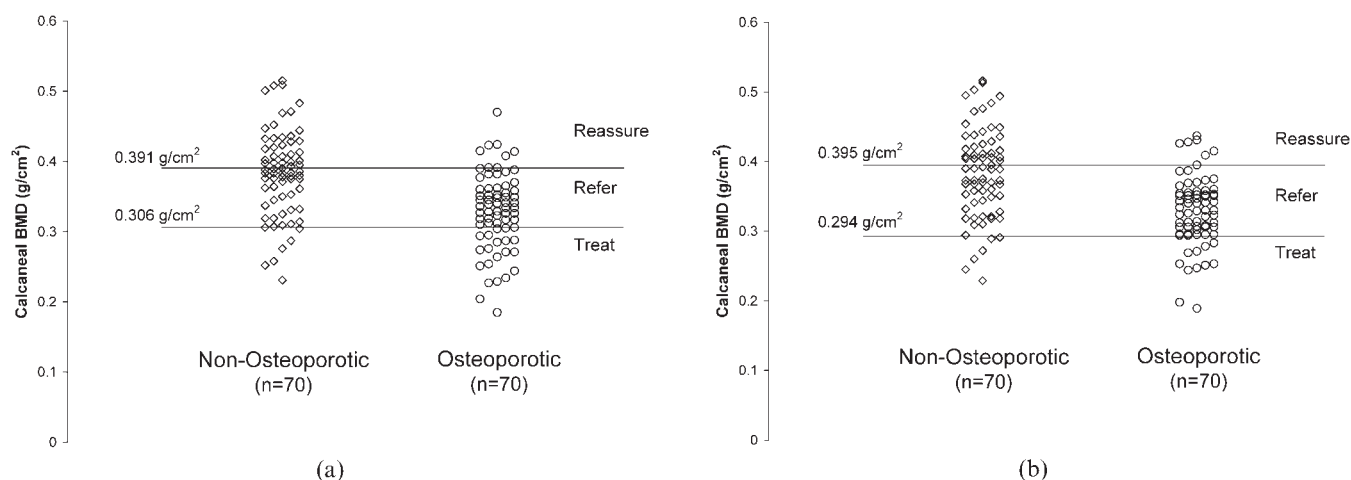 0.6
0.5
0.4
0.3
0.2
0.1
0
Calcaneal BMD (g/cm²)
0.391 g/cm²
0.306 g/cm²
Reassure
Refer
Treat
Non-Osteoporotic
(n=70)
Osteoporotic
(n=70)
(a)
0.6
0.5
0.4
0.3
0.2
0.1
0
Calcaneal BMD (g/cm²)
0.395 g/cm²
0.294 g/cm²
Reassure
Refer
Treat
Non-Osteoporotic
(n=70)
Osteoporotic
(n=70)
(b)